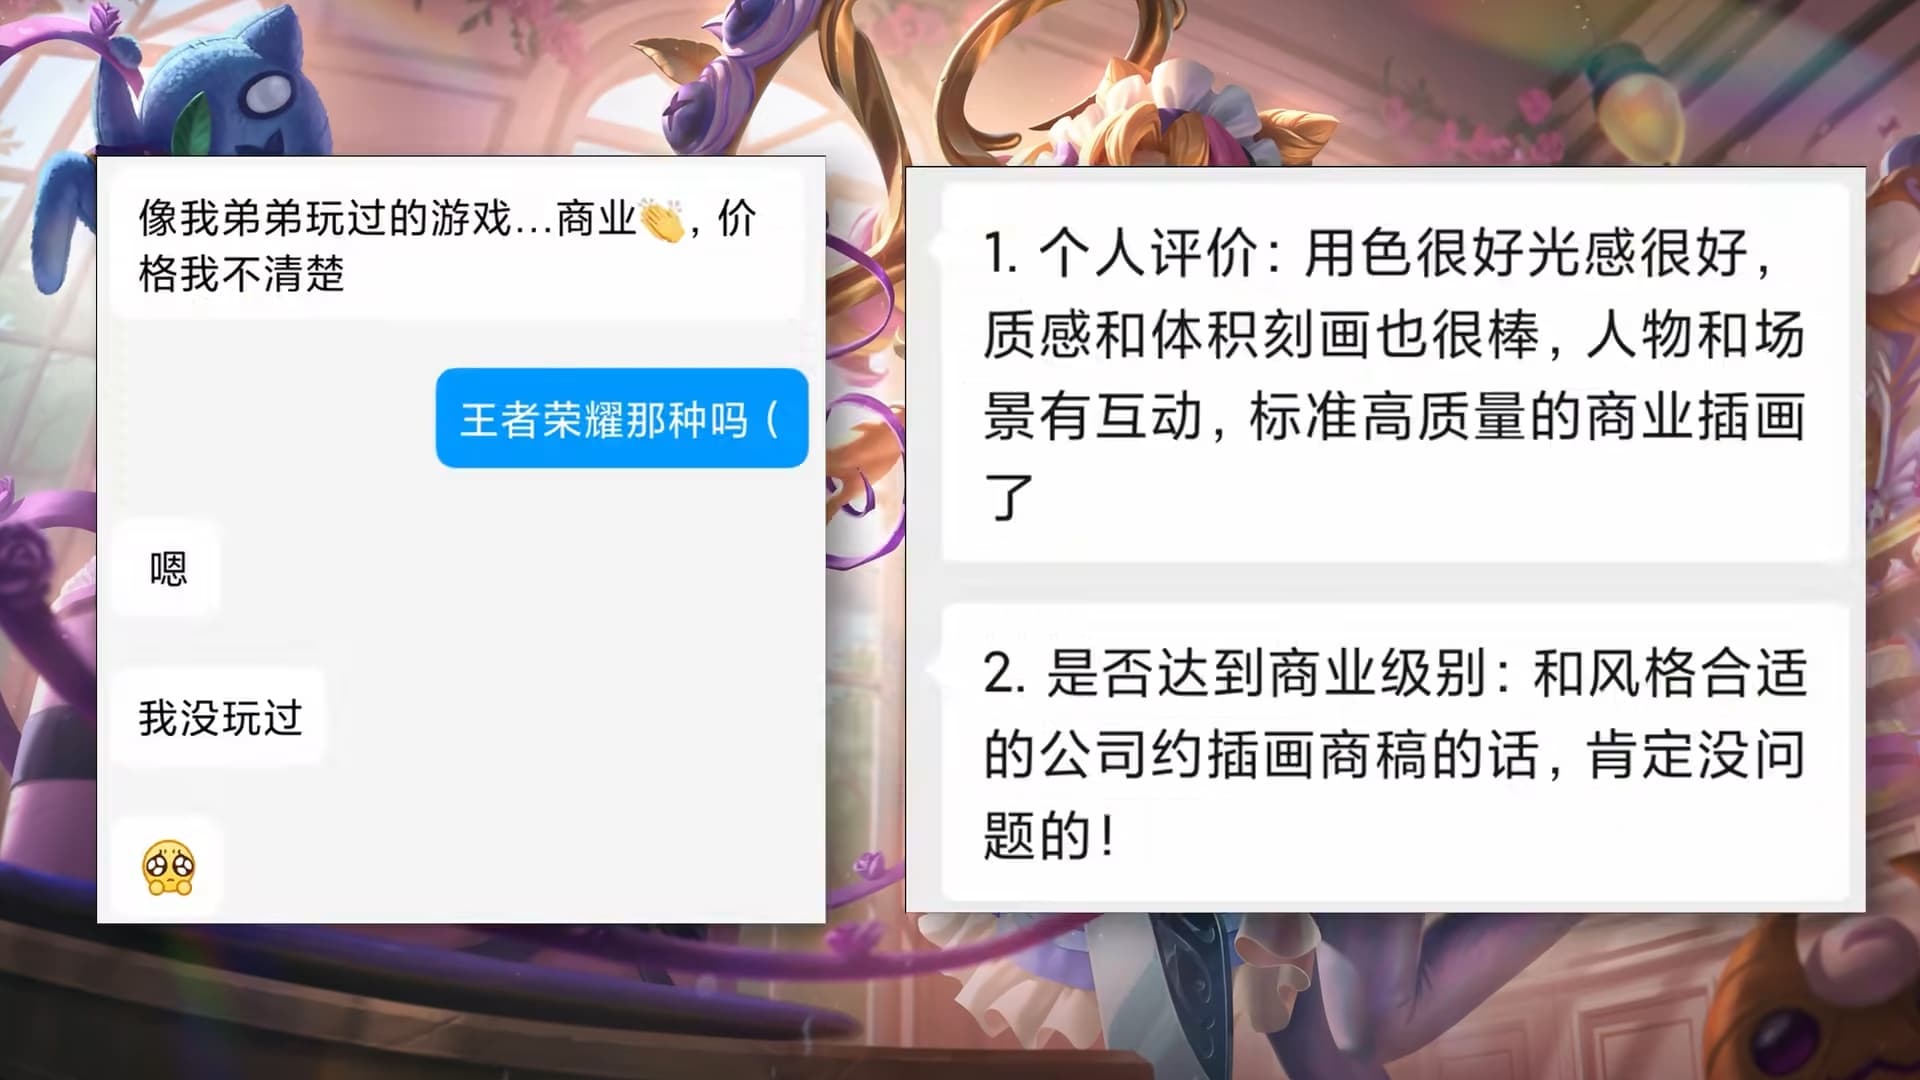 像我弟弟玩过的游戏...商业👏，价
格我不清楚
王者荣耀那种吗（
嗯
我没玩过
🥺
1. 个人评价：用色很好光感很好，
质感和体积刻画也很棒，人物和场
景有互动，标准高质量的商业插画
了
2. 是否达到商业级别：和风格合适
的公司约插画商稿的话，肯定没问
题的！